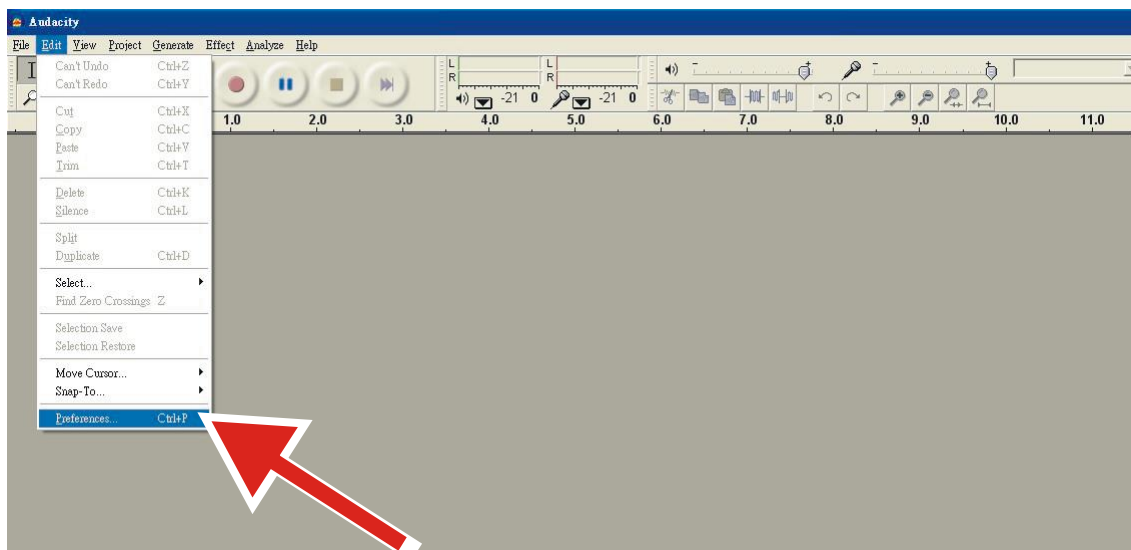 Audacity
File Edit View Project Generate Effect Analyze Help
Can't Undo Ctrl+Z
Can't Redo Ctrl+Y
Cut Ctrl+X
Copy Ctrl+C
Paste Ctrl+V
Trim Ctrl+T
Delete Ctrl+K
Silence Ctrl+L
Split
Duplicate Ctrl+D
Select...
Find Zero Crossings Z
Selection Save
Selection Restore
Move Cursor...
Snap-To...
Preferences... Ctrl+P
L L
R R
-21 0 -21 0
- -
1.0 2.0 3.0 4.0 5.0 6.0 7.0 8.0 9.0 10.0 11.0